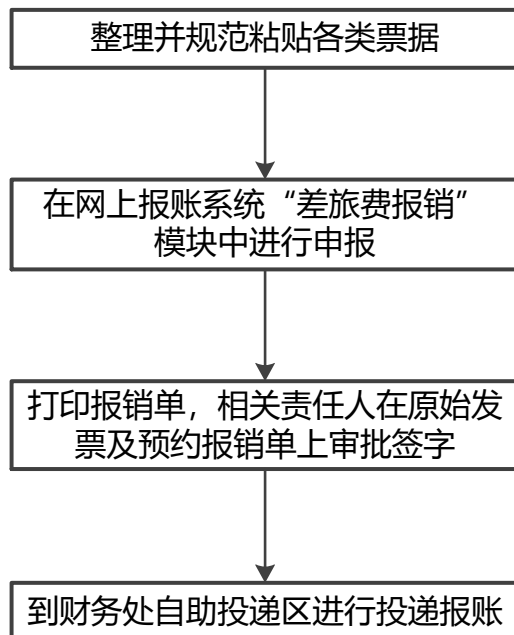 整理并规范粘贴各类票据
在网上报账系统“差旅费报销”
模块中进行申报
打印报销单，相关责任人在原始发
票及预约报销单上审批签字
到财务处自助投递区进行投递报账